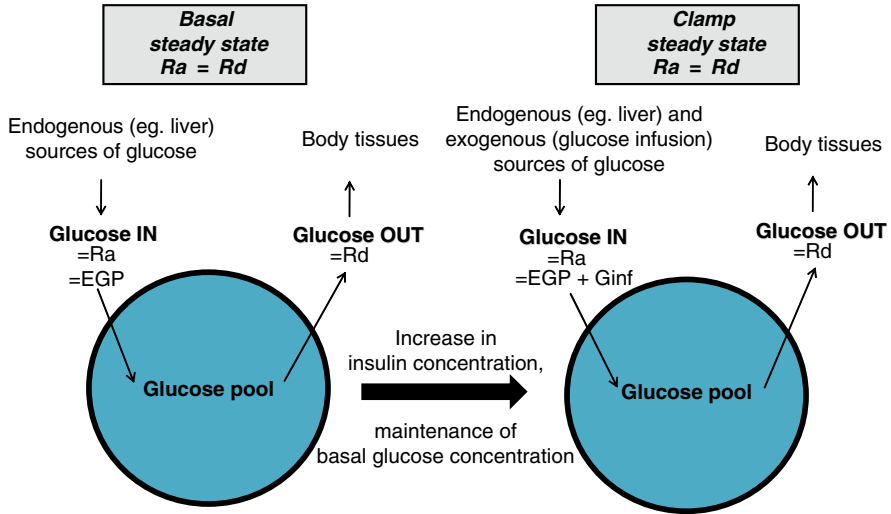 Basal
steady state
Ra = Rd
Endogenous (eg. liver)
sources of glucose
Body tissues
Glucose IN
=Ra
=EGP
Glucose OUT
=Rd
Glucose pool
Increase in
insulin concentration,
maintenance of
basal glucose concentration
Clamp
steady state
Ra = Rd
Endogenous (eg. liver) and
exogenous (glucose infusion)
sources of glucose
Body tissues
Glucose IN
=Ra
=EGP + Ginf
Glucose OUT
=Rd
Glucose pool